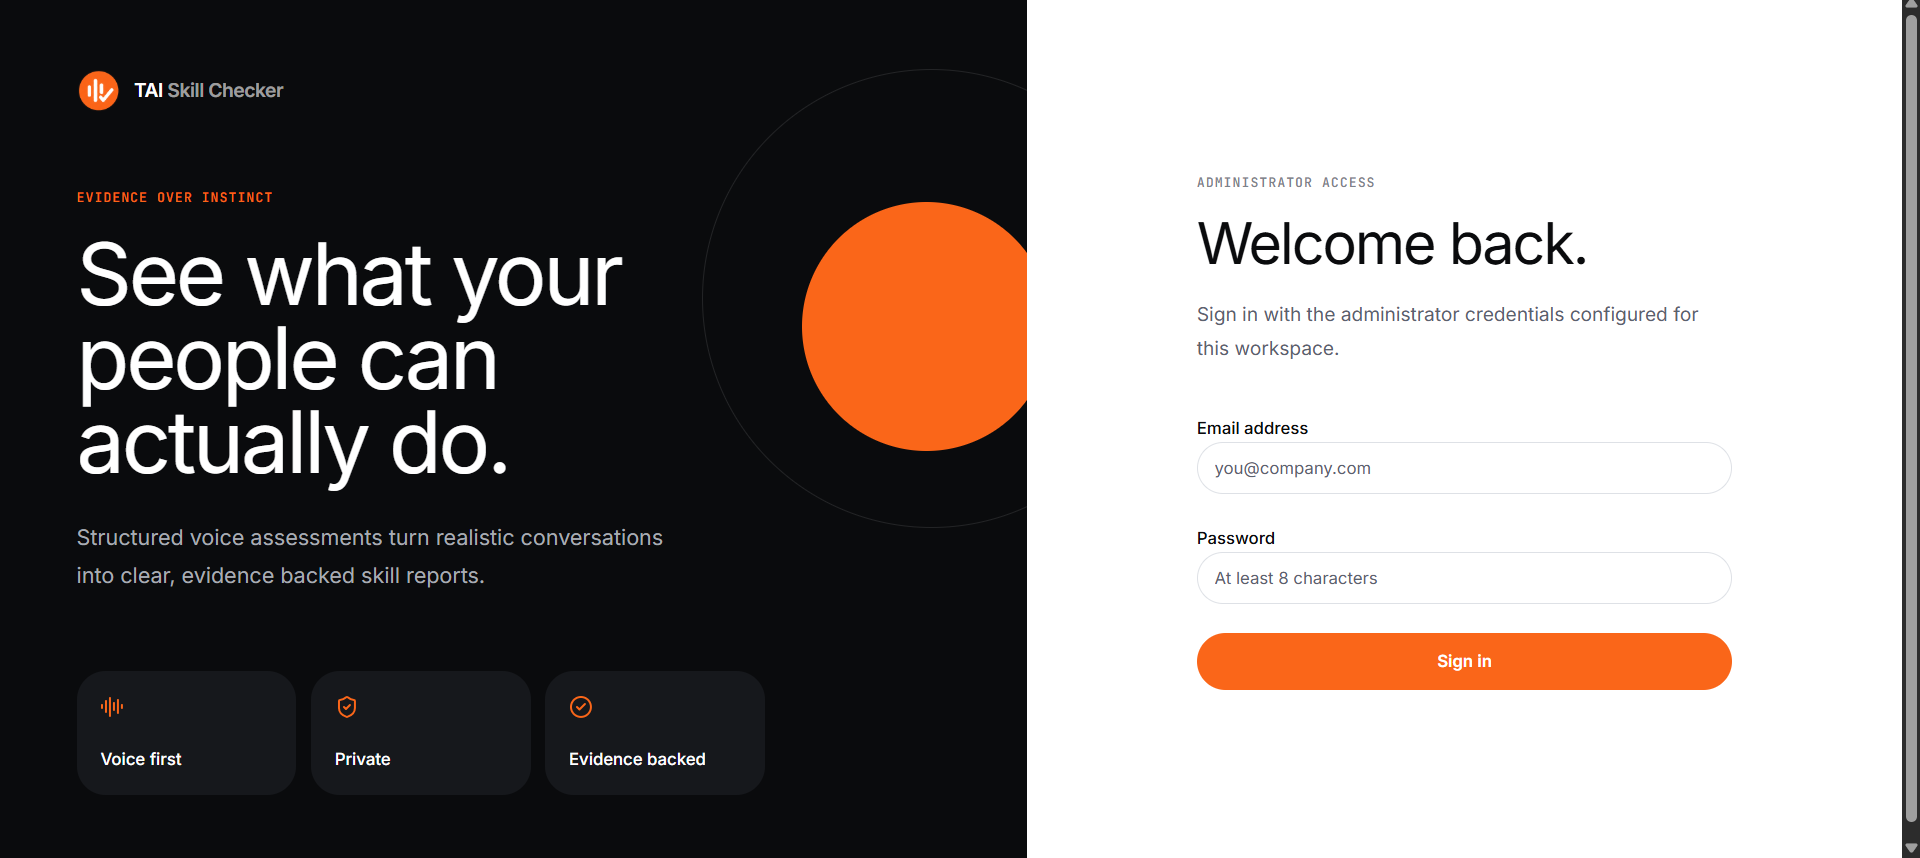 TAI Skill Checker
EVIDENCE OVER INSTINCT
See what your
people can
actually do.
Structured voice assessments turn realistic conversations
into clear, evidence backed skill reports.
Voice first
Private
Evidence backed
ADMINISTRATOR ACCESS
Welcome back.
Sign in with the administrator credentials configured for
this workspace.
Email address
you@company.com
Password
At least 8 characters
Sign in